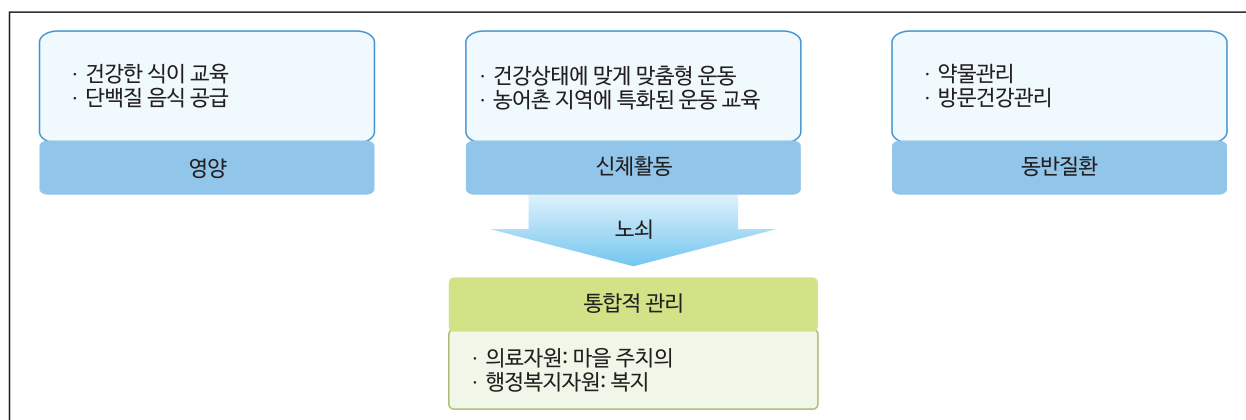 · 건강한 식이 교육
· 단백질 음식 공급
영양
· 건강상태에 맞게 맞춤형 운동
· 농어촌 지역에 특화된 운동 교육
신체활동
· 약물관리
· 방문건강관리
동반질환
노쇠
통합적 관리
· 의료자원: 마을 주치의
· 행정복지자원: 복지